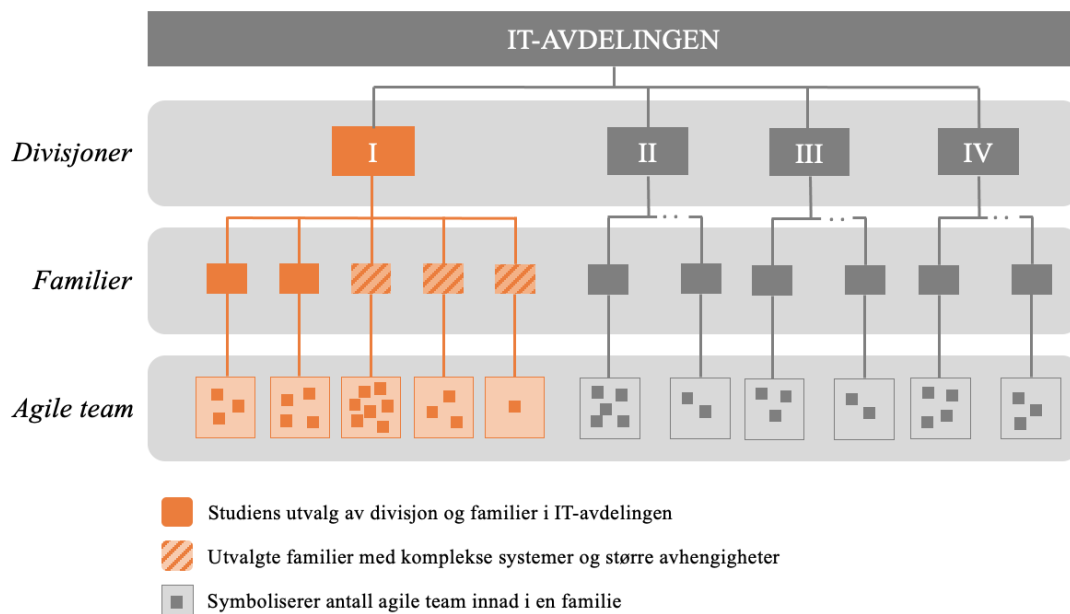 IT-AVDELINGEN
Divisjoner
I
II
III
IV
Familier
Agile team
Studiens utvalg av divisjon og familier i IT-avdelingen
Utvalgte familier med komplekse systemer og større avhengigheter
Symboliserer antall agile team innad i en familie